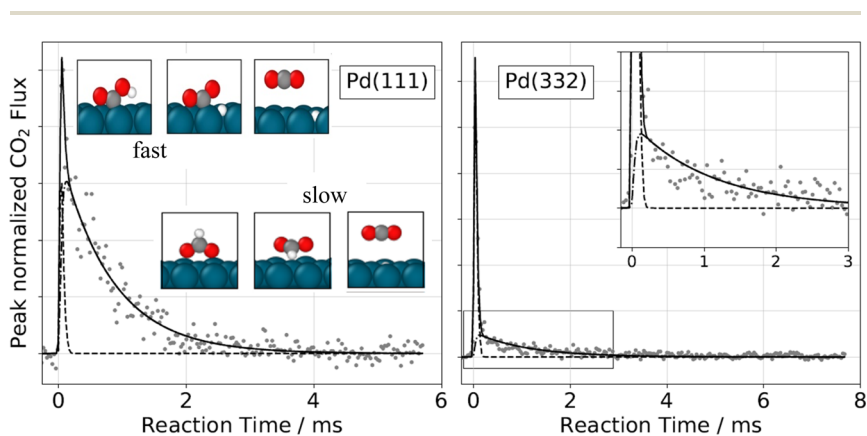 Pd(111)
fast
slow
Peak normalized CO₂ Flux
0 2 4 6
Reaction Time / ms
Pd(332)
0 1 2 3
0 2 4 6 8
Reaction Time / ms